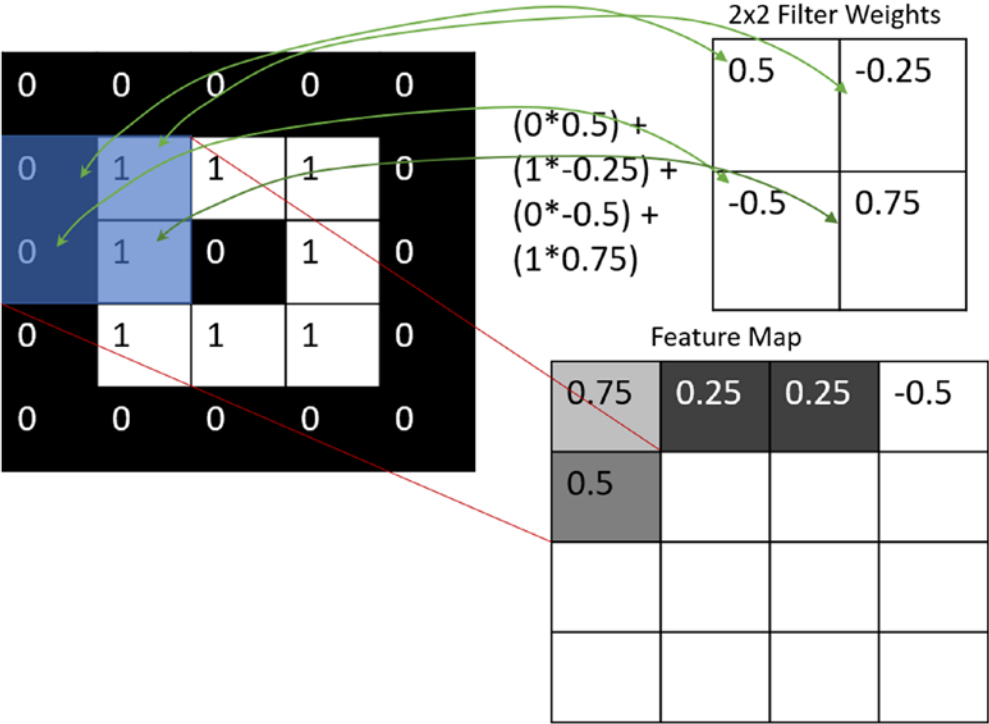 2x2 Filter Weights
0.5 -0.25
-0.5 0.75
0 0 0 0 0
0 1 1 1 0
0 1 0 1 0
0 1 1 1 0
0 0 0 0 0
(0*0.5) +
(1*-0.25) +
(0*-0.5) +
(1*0.75)
Feature Map
0.75 0.25 0.25 -0.5
0.5